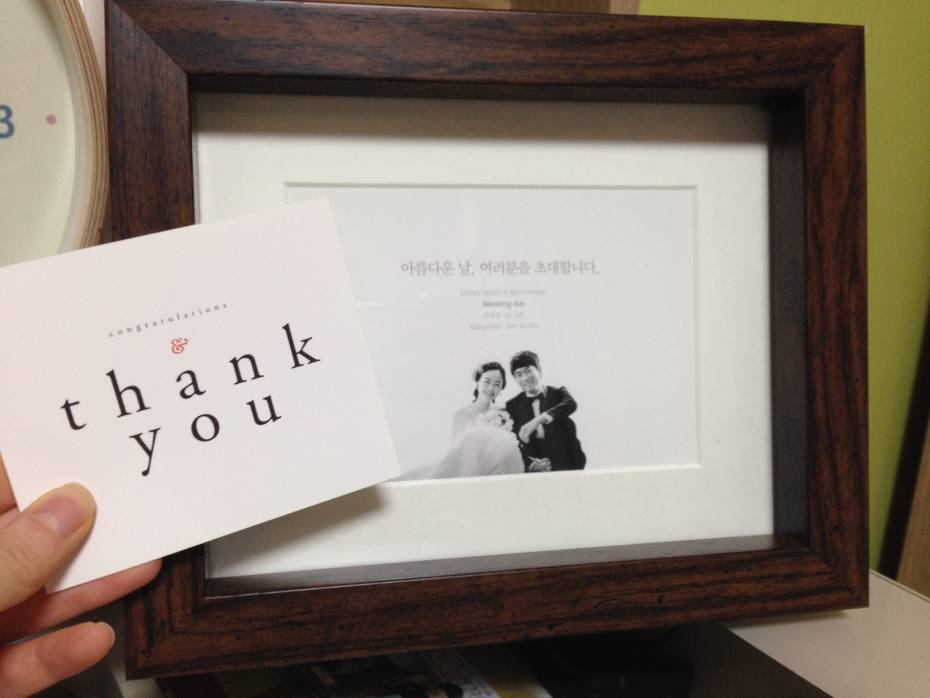 3
congratulations
&
thank
you
아름다운 날, 여러분을 초대합니다.
Wedding day